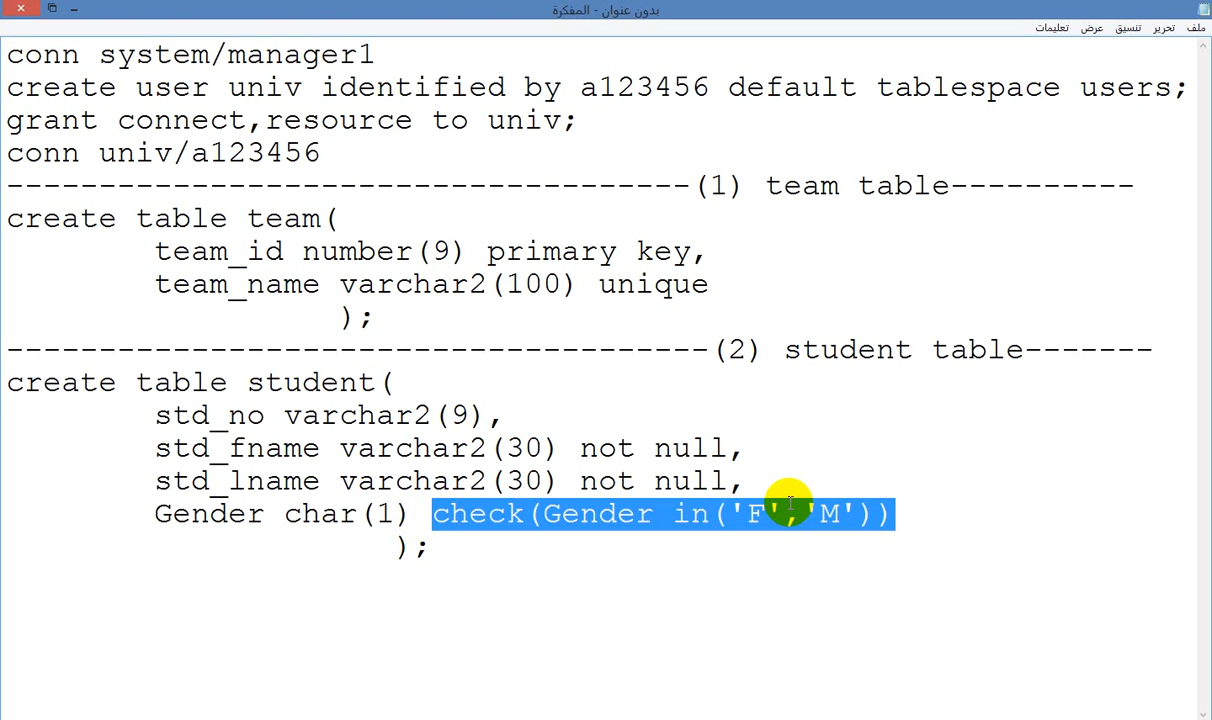 بدون عنوان - المفكرة
ملف تحرير تنسيق عرض تعليمات
conn system/manager1
create user univ identified by a123456 default tablespace users;
grant connect,resource to univ;
conn univ/a123456
-------------------------------------(1) team table----------
create table team(
team_id number(9) primary key,
team_name varchar2(100) unique
);
--------------------------------------(2) student table-------
create table student(
std_no varchar2(9),
std_fname varchar2(30) not null,
std_lname varchar2(30) not null,
Gender char(1) check(Gender in('F','M'))
);